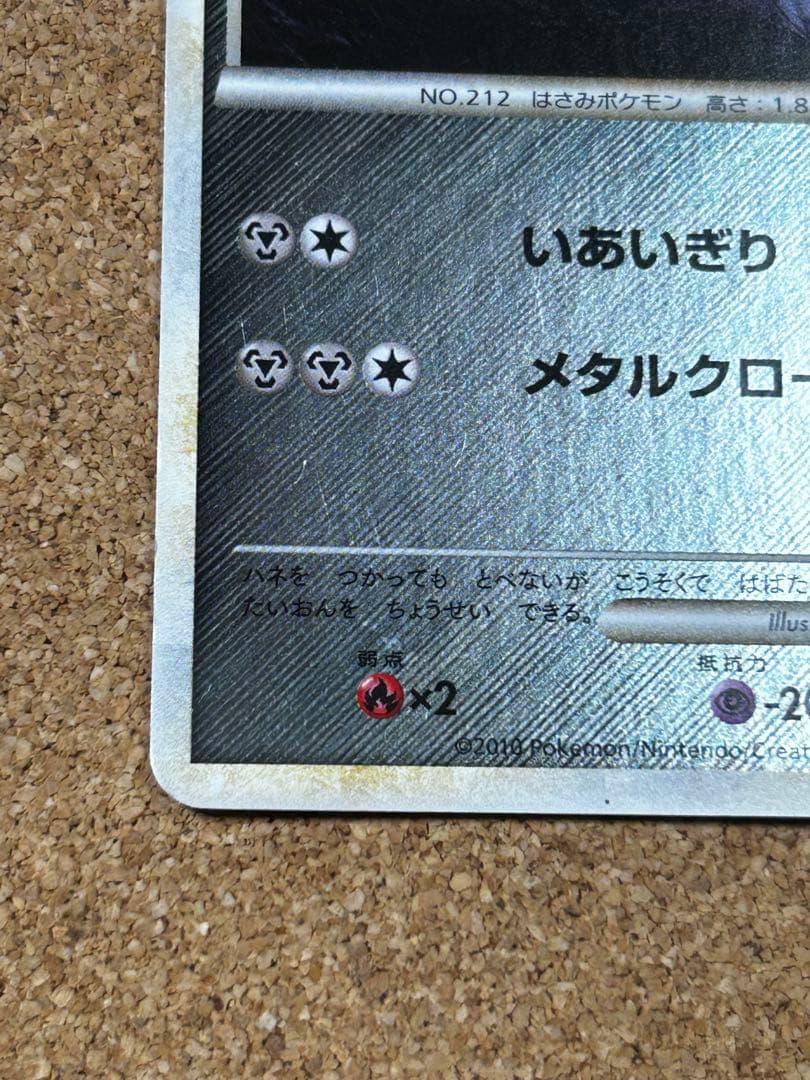 NO.212 はさみポケモン 高さ：1.8
いあいぎり
メタルクロー
ハネを つかっても とべないが こうそくで はばた
たいおんを ちょうせい できる。
illus
弱点 抵抗力
×2 -20
©2010 Pokémon/Nintendo/Creat